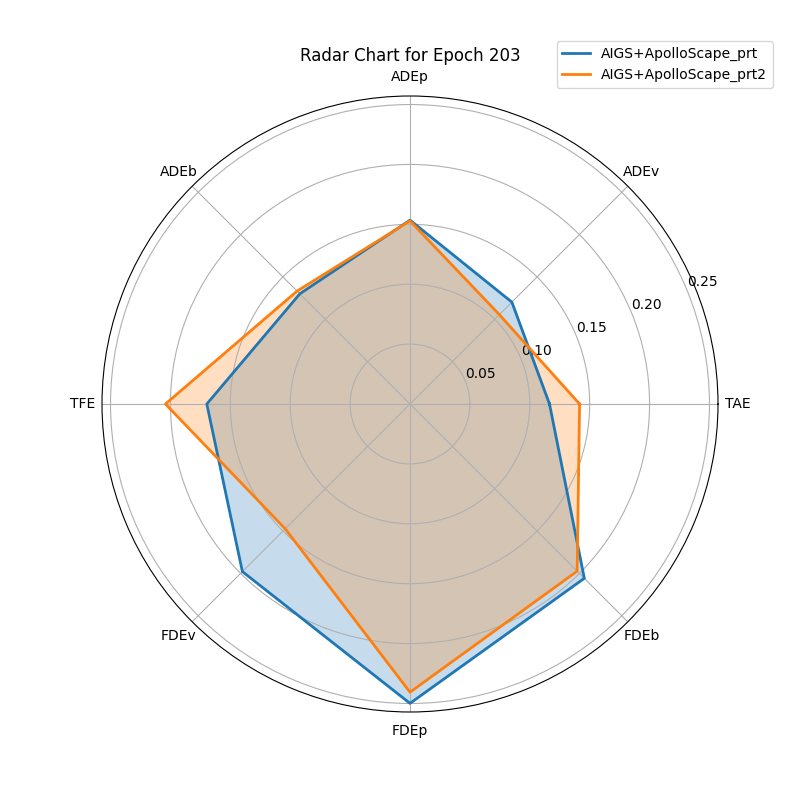 Radar Chart for Epoch 203
AIGS+ApolloScape_prt
AIGS+ApolloScape_prt2
ADEp
ADEb
ADEv
0.25
0.20
0.15
0.10
0.05
TFE
TAE
FDEv
FDEb
FDEp